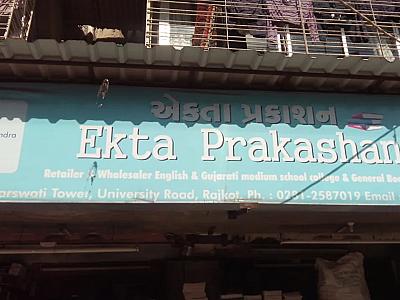 એકતા પ્રકાશન
Ekta Prakashan
Retailer & Wholesaler English & Gujarati medium school college & General
Tower, University Road, Rajkot. Ph. : 0281-2587019 Email